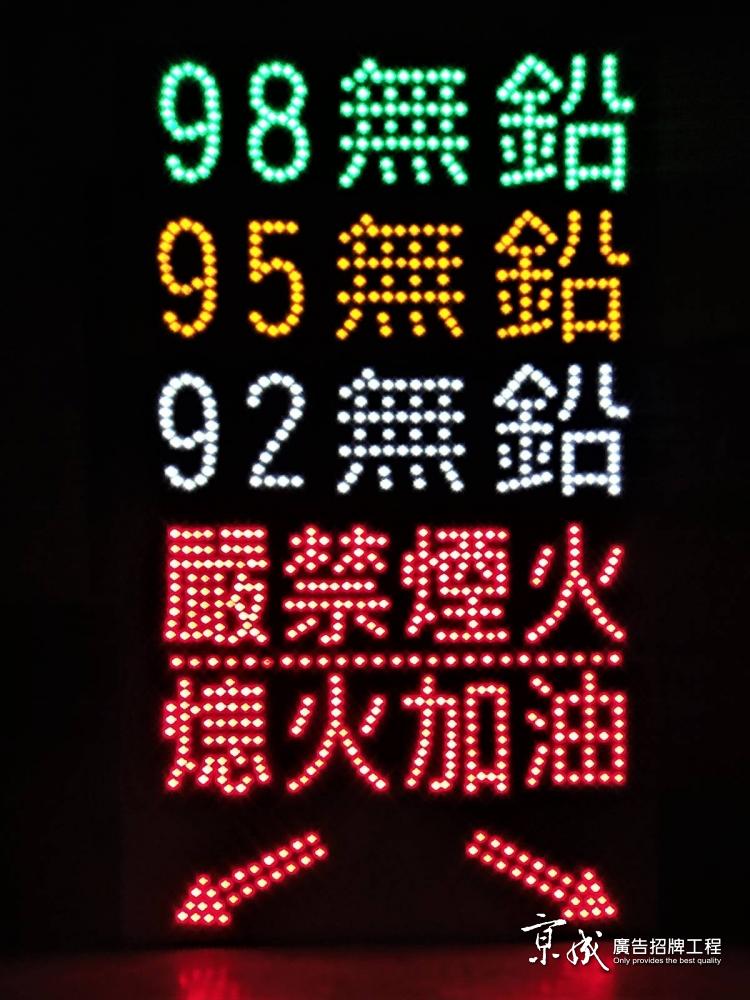 98無鉛
95無鉛
92無鉛
嚴禁煙火
熄火加油
京成 廣告招牌工程
Only provides the best quality